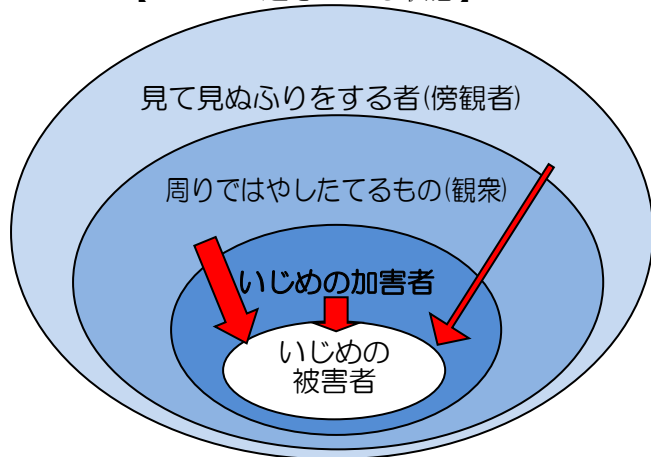 見て見ぬふりをする者(傍観者)
周りではやしたてるもの(観衆)
いじめの加害者
いじめの
被害者